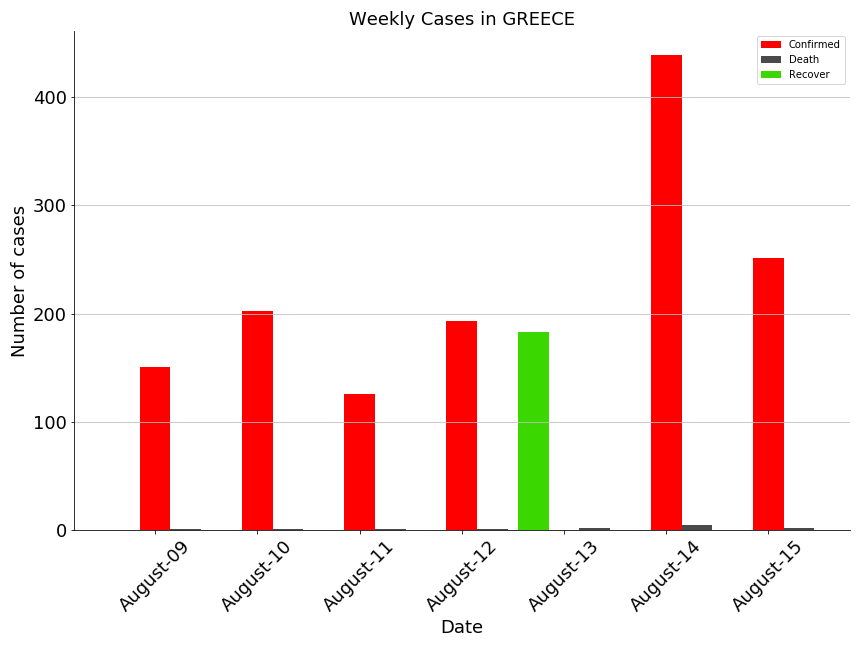 Weekly Cases in GREECE
Confirmed
Death
Recover
Number of cases
400
300
200
100
0
August-09
August-10
August-11
August-12
August-13
August-14
August-15
Date